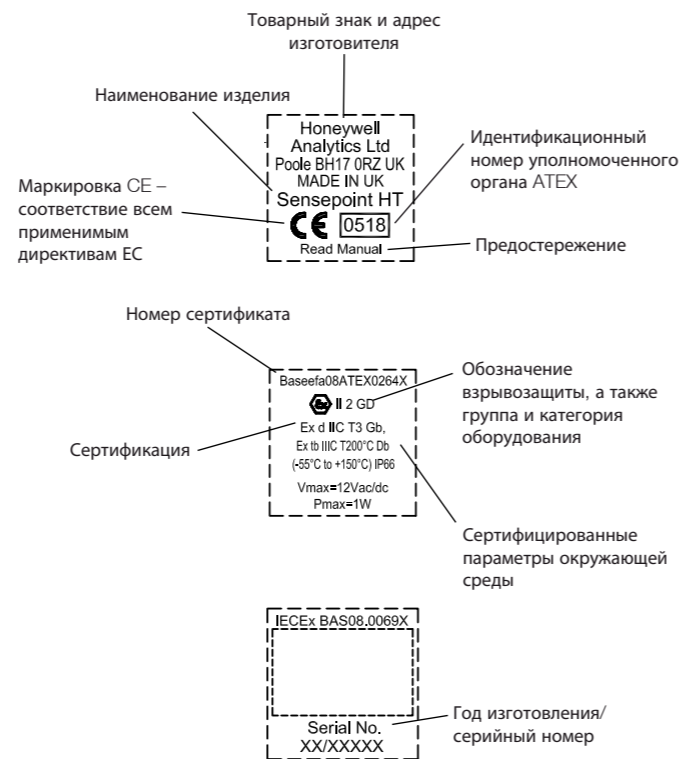 Товарный знак и адрес
изготовителя
Наименование изделия
Honeywell
Analytics Ltd
Poole BH17 0RZ UK
MADE IN UK
Sensepoint HT
CE 0518
Read Manual
Идентификационный
номер уполномоченного
органа ATEX
Маркировка CE –
соответствие всем
применимым
директивам ЕС
Предостережение
Номер сертификата
Baseefa08ATEX0264X
Ex II 2 GD
Ex d IIC T3 Gb,
Ex tb IIIC T200°C Db
(-55°C to +150°C) IP66
Vmax=12Vac/dc
Pmax=1W
Обозначение
взрывозащиты, а также
группа и категория
оборудования
Сертификация
Сертифицированные
параметры окружающей
среды
IECEx BAS08.0069X
Serial No.
XX/XXXXX
Год изготовления/
серийный номер